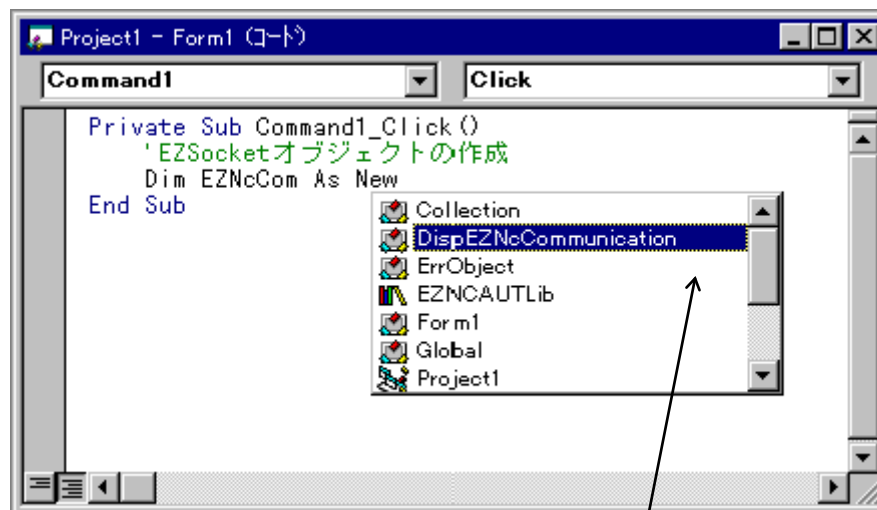 Project1 - Form1 (コード)
Command1 Click
Private Sub Command1_Click()
'EZSocketオブジェクトの作成
Dim EZNcCom As New
End Sub
Collection
DispEZNcCommunication
ErrObject
EZNCAUTLib
Form1
Global
Project1